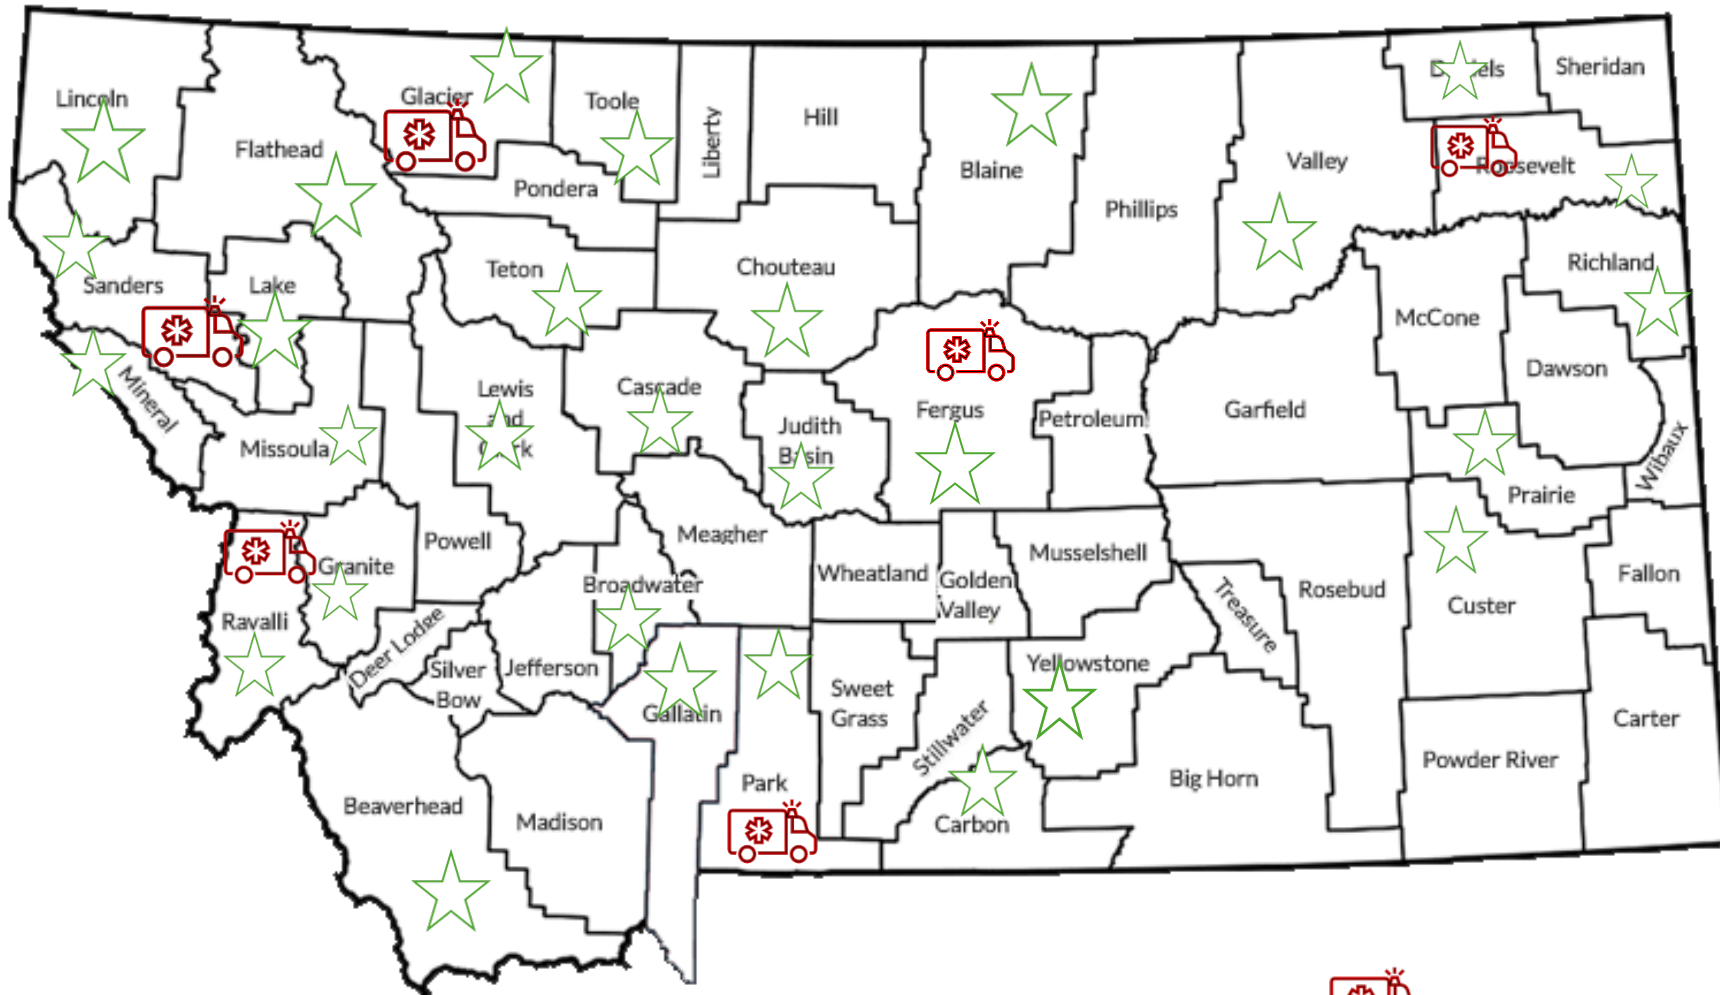 Lincoln
Flathead
Glacier
Toole
Liberty
Hill
Blaine
Phillips
Valley
Sheridan
Roosevelt
Pondera
Teton
Chouteau
Richland
McCone
Dawson
Wibaux
Sanders
Lake
Mineral
Missoula
Lewis
and
Cascade
Judith
Basin
Fergus
Petroleum
Garfield
Prairie
Powell
Granite
Ravalli
Deer Lodge
Silver
Bow
Jefferson
Broadwater
Meagher
Wheatland
Golden
Valley
Musselshell
Treasure
Rosebud
Custer
Fallon
Gallatin
Park
Sweet
Grass
Stillwater
Yellowstone
Carbon
Big Horn
Powder River
Carter
Beaverhead
Madison